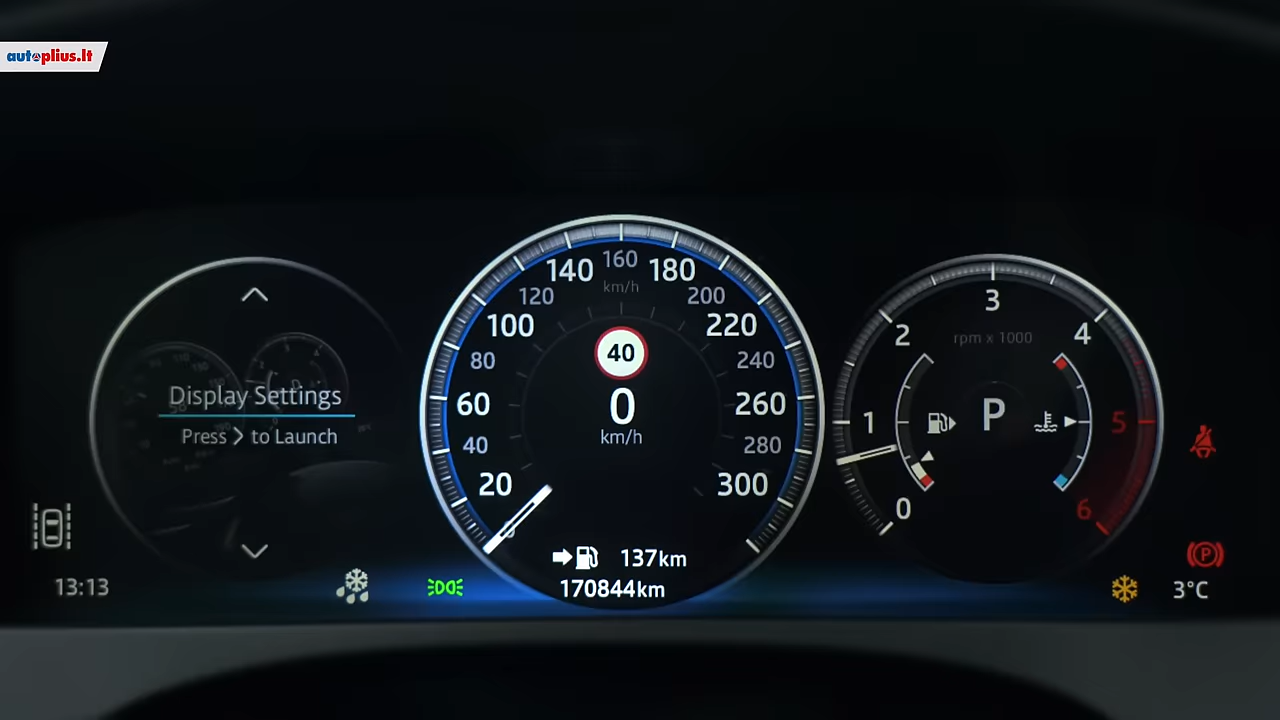 autoplius.lt
Display Settings
Press > to Launch
13:13
160
140
180
km/h
120
200
100
220
80
240
60
260
40
280
20
300
40
0
km/h
137km
170844km
3
2
4
rpm x 1000
1
P
5
0
6
P
3°C